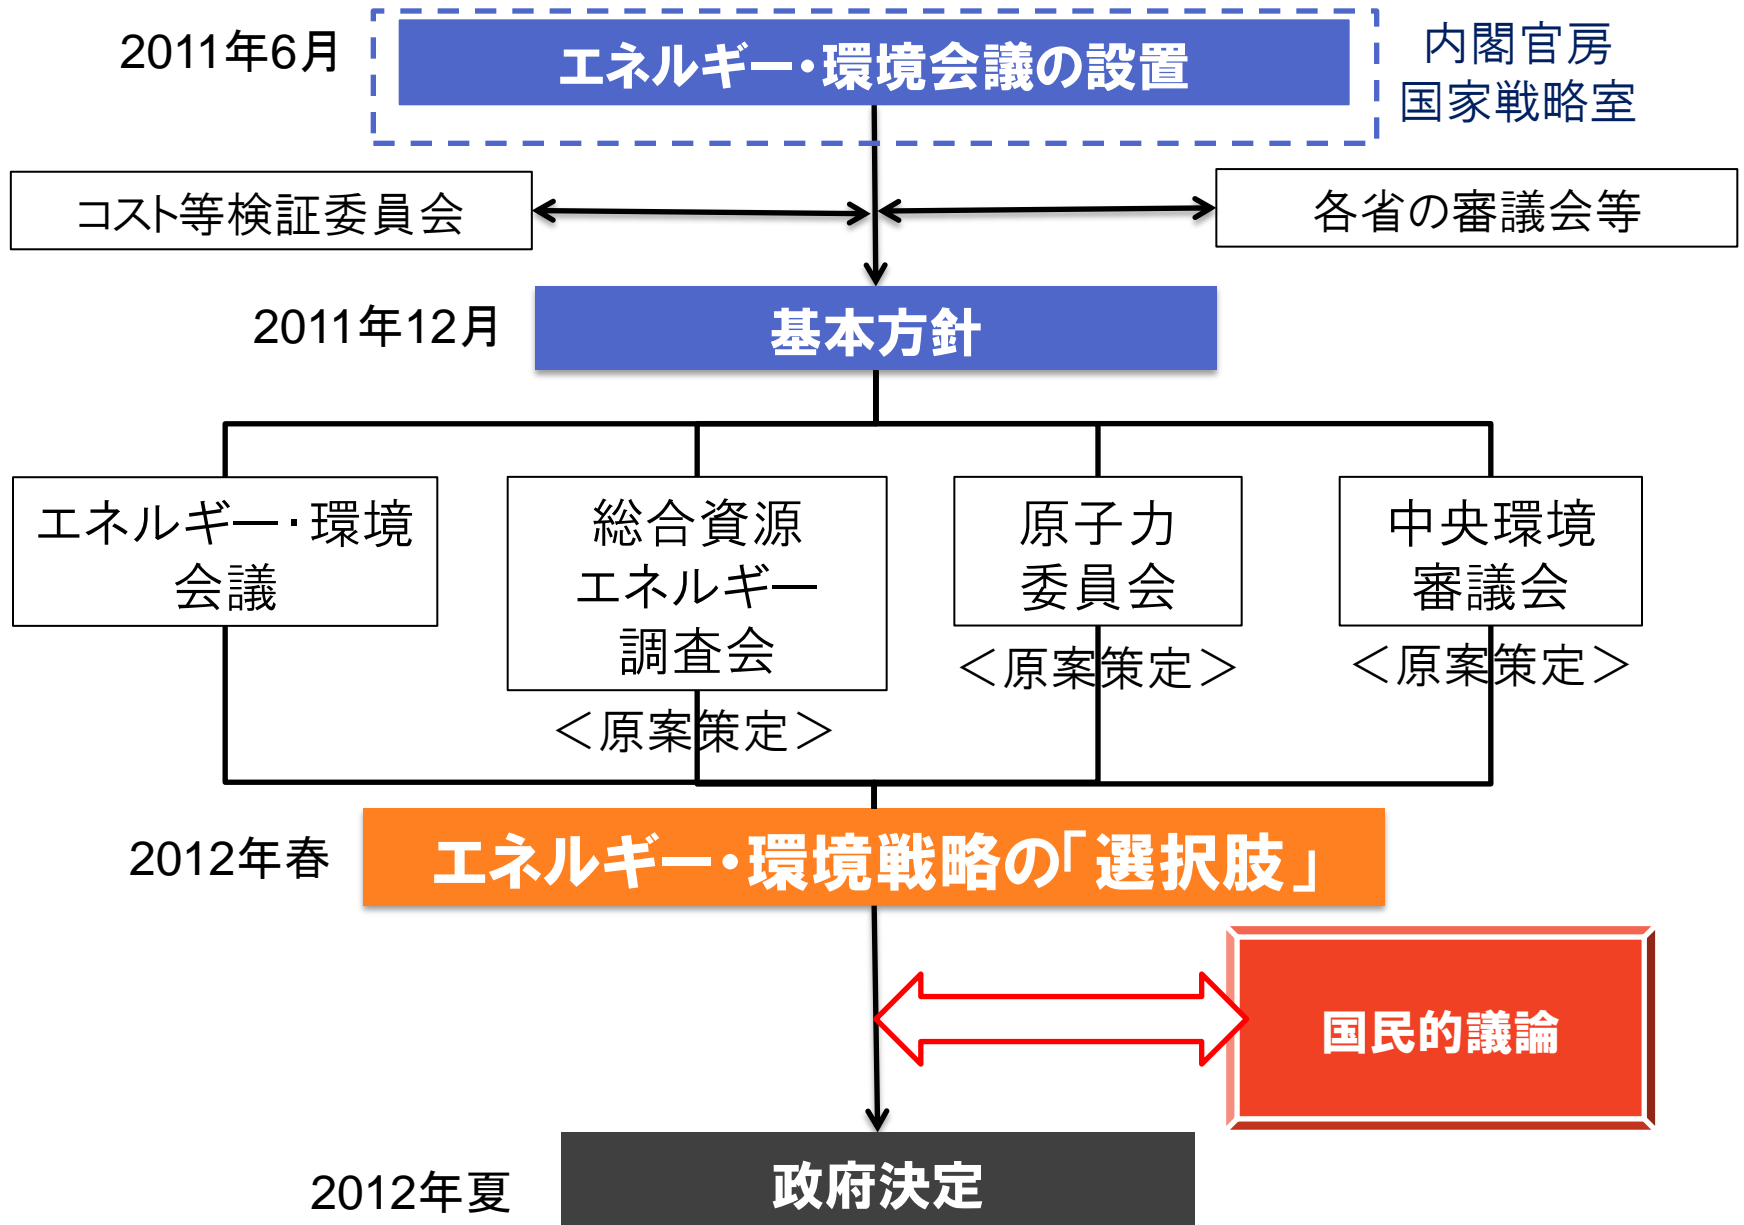 2011年6月
エネルギー・環境会議の設置
内閣官房
国家戦略室
コスト等検証委員会
各省の審議会等
2011年12月
基本方針
エネルギー・環境
会議
総合資源
エネルギー
調査会
＜原案策定＞
原子力
委員会
＜原案策定＞
中央環境
審議会
＜原案策定＞
2012年春
エネルギー・環境戦略の「選択肢」
国民的議論
2012年夏
政府決定